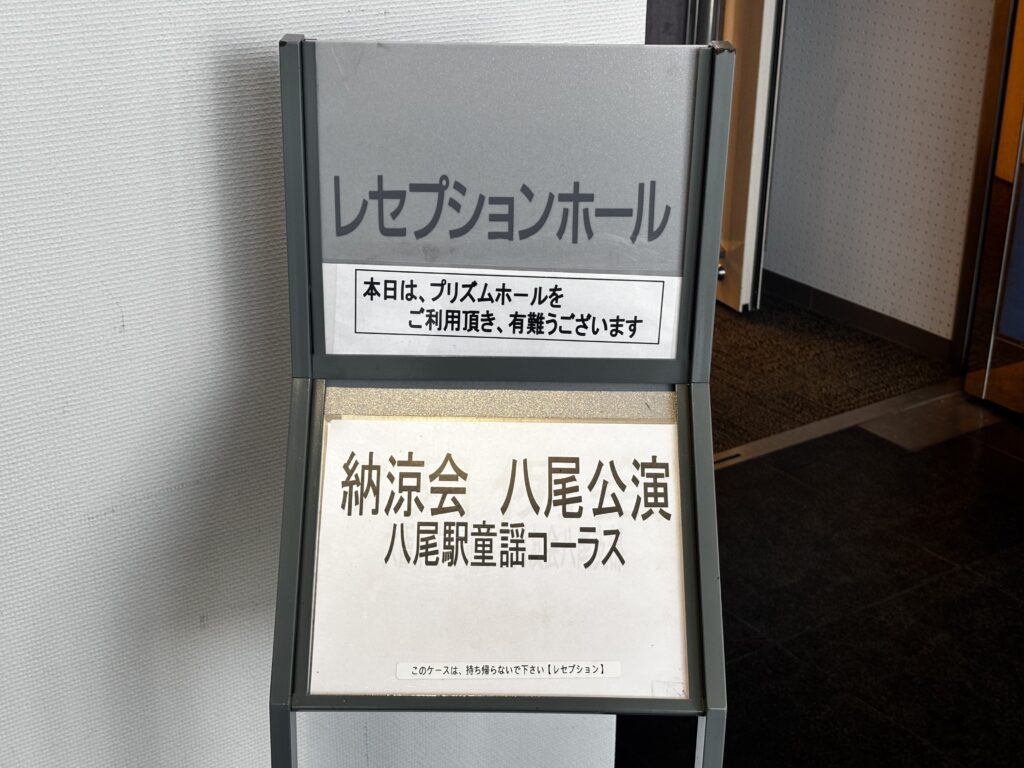 レセプションホール
本日は、プリズムホールを
ご利用頂き、有難うございます
納涼会　八尾公演
八尾駅童謡コーラス
このケースは、持ち帰らないで下さい【レセプション】